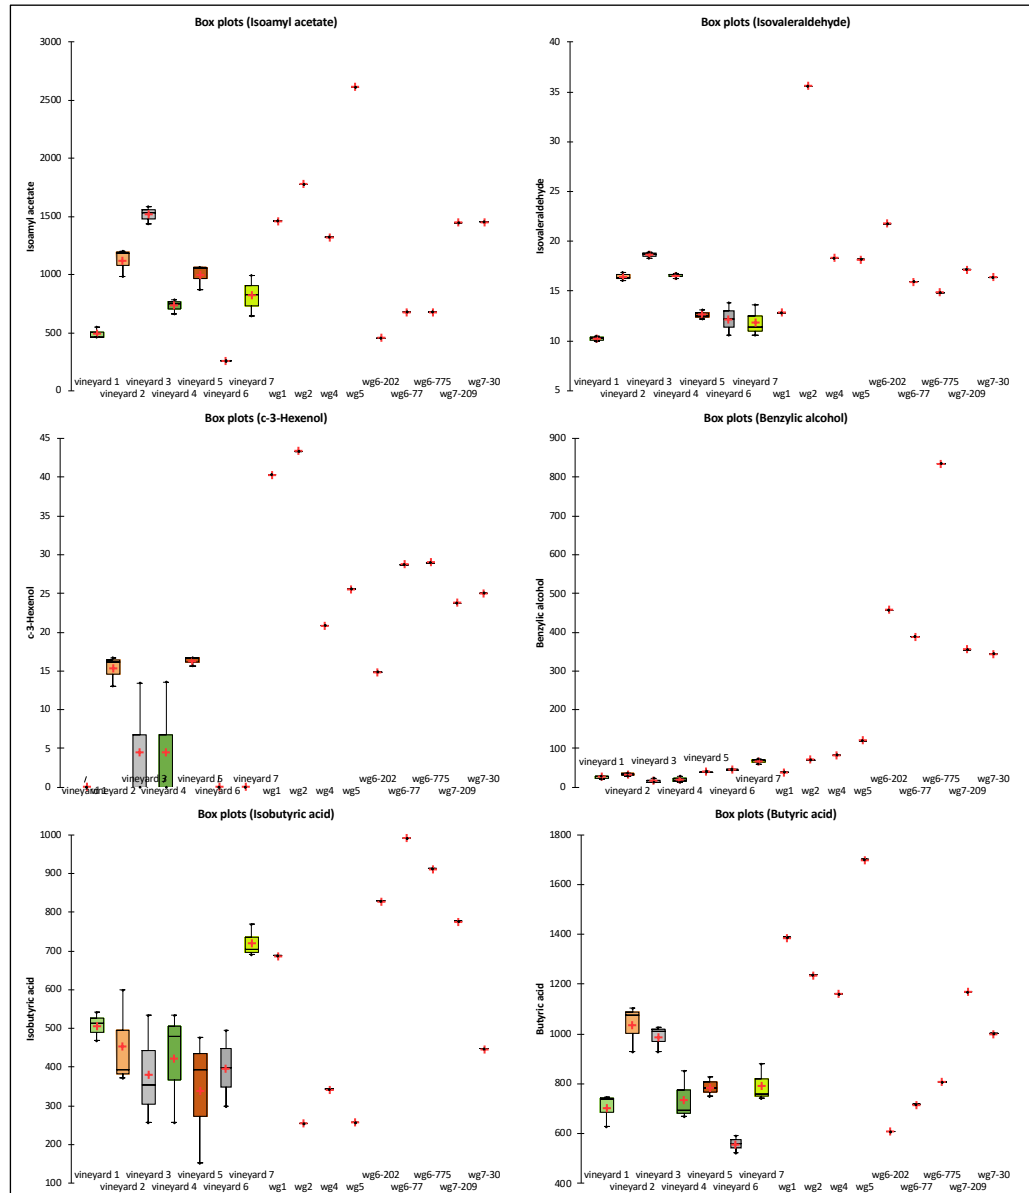 Box plots (Isoamyl acetate)
3000
2500
2000
1500
1000
500
0
Isoamyl acetate
vineyard 1 vineyard 3 vineyard 5 vineyard 7 wg2 wg5 wg6-775 wg7-30
vineyard 2 vineyard 4 vineyard 6 wg1 wg4 wg6-202 wg6-77 wg7-209
Box plots (Isovaleraldehyde)
40
35
30
25
20
15
10
5
Isovaleraldehyde
vineyard 1 vineyard 3 vineyard 5 vineyard 7 wg2 wg5 wg6-202 wg6-775 wg7-30
vineyard 2 vineyard 4 vineyard 6 wg1 wg4 wg6-77 wg7-209
Box plots (c-3-Hexenol)
45
40
35
30
25
20
15
10
5
0
c-3-Hexenol
vineyard 1 vineyard 3 vineyard 5 vineyard 7 wg1 wg2 wg4 wg5 wg6-77 wg6-775 wg7-30
vineyard 2 vineyard 4 vineyard 6 wg6-202 wg7-209
Box plots (Benzylic alcohol)
900
800
700
600
500
400
300
200
100
0
Benzylic alcohol
vineyard 1 vineyard 3 vineyard 5
vineyard 2 vineyard 4 vineyard 6 vineyard 7 wg1 wg2 wg4 wg5 wg6-202 wg6-77 wg6-775 wg7-209 wg7-30
Box plots (Isobutyric acid)
1000
900
800
700
600
500
400
300
200
100
Isobutyric acid
vineyard 1 vineyard 3 vineyard 5 vineyard 7 wg6-202 wg6-775 wg7-30
vineyard 2 vineyard 4 vineyard 6 wg1 wg2 wg4 wg5 wg6-77 wg7-209
Box plots (Butyric acid)
1800
1600
1400
1200
1000
800
600
400
Butyric acid
vineyard 1 vineyard 3 vineyard 5 vineyard 7 wg6-202 wg6-775 wg7-30
vineyard 2 vineyard 4 vineyard 6 wg1 wg2 wg4 wg5 wg6-77 wg7-209